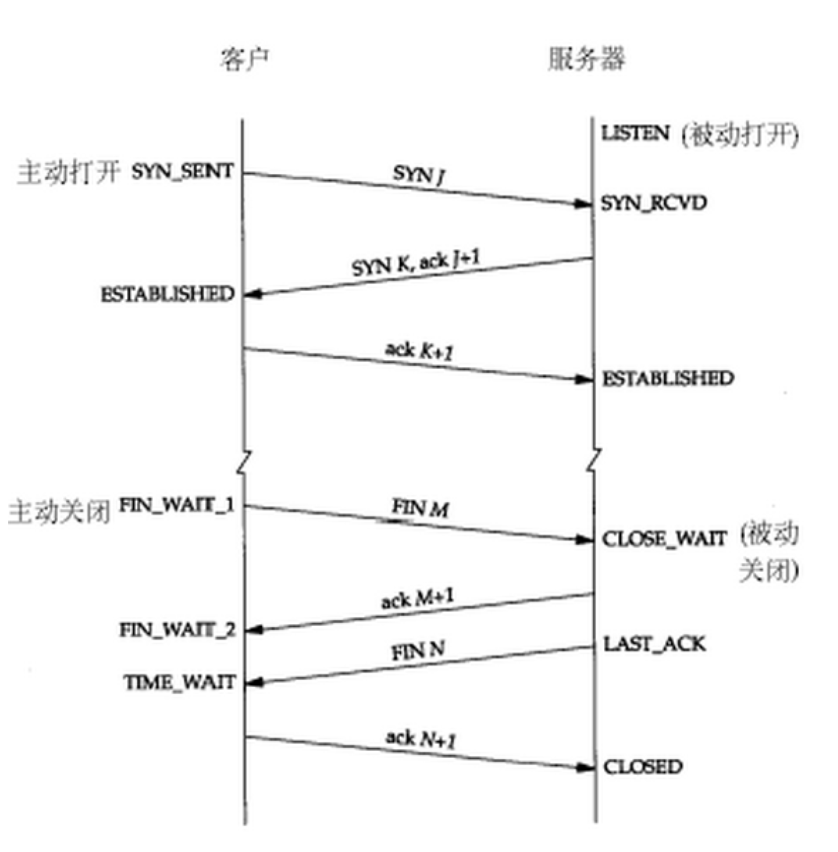 客户 服务器
LISTEN (被动打开)
主动打开 SYN_SENT SYN J
SYN_RCVD
SYN K, ack J+1
ESTABLISHED
ack K+1
ESTABLISHED
主动关闭 FIN_WAIT_1 FIN M
CLOSE_WAIT (被动
关闭)
ack M+1
FIN_WAIT_2
FIN N LAST_ACK
TIME_WAIT
ack N+1
CLOSED